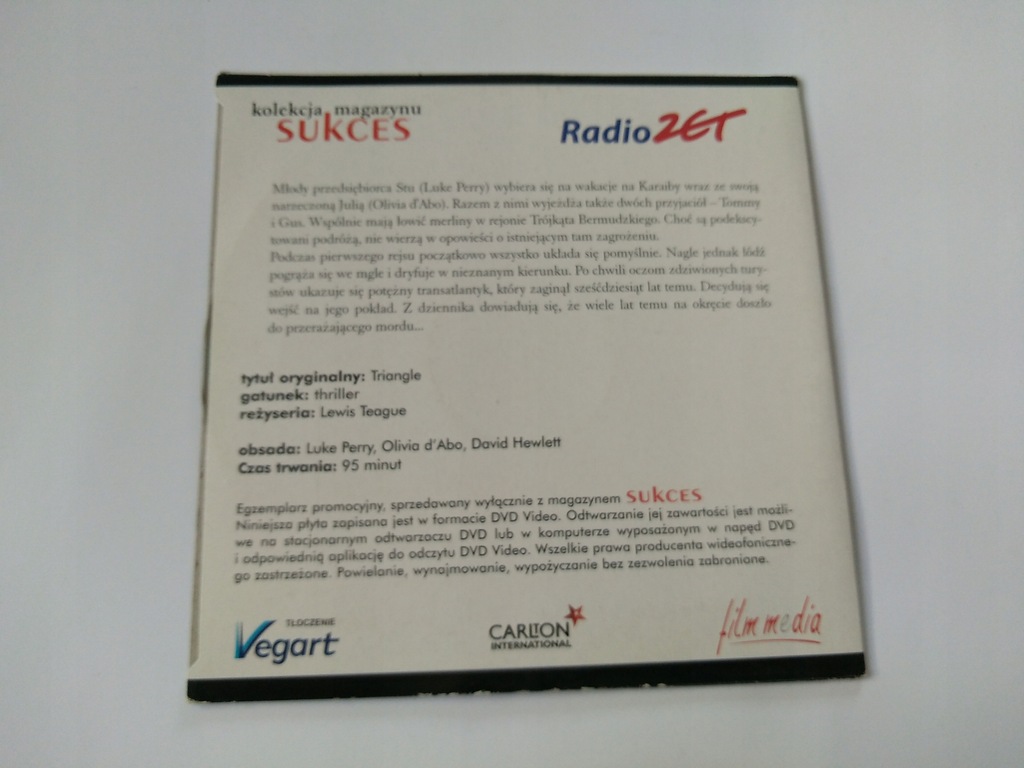 kolekcja magazynu
SUKCES
Radio ZET
Młody przedsiębiorca Stu (Luke Perry) wybiera się na wakacje na Karaiby wraz ze swoją
narzeczoną Julią (Olivia d'Abo). Razem z nimi wyjeżdża także dwóch przyjaciół – Tommy
i Gus. Wspólnie mają łowić merliny w rejonie Trójkąta Bermudzkiego. Choć są podekscy-
towani podróżą, nie wierzą w opowieści o istniejącym tam zagrożeniu.
Podczas pierwszego rejsu początkowo wszystko układa się pomyślnie. Nagle jednak łódź
pogrąża się we mgle i dryfuje w nieznanym kierunku. Po chwili oczom zdziwionych tury-
stów ukazuje się potężny transatlantyk, który zaginął sześćdziesiąt lat temu. Decydują się
wejść na jego pokład. Z dziennika dowiadują się, że wiele lat temu na okręcie doszło
do przerażającego mordu...
tytuł oryginalny: Triangle
gatunek: thriller
reżyseria: Lewis Teague
obsada: Luke Perry, Olivia d'Abo, David Hewlett
Czas trwania: 95 minut
Egzemplarz promocyjny, sprzedawany wyłącznie z magazynem SUKCES
Niniejsza płyta zapisana jest w formacie DVD Video. Odtwarzanie jej zawartości jest możli-
we na stacjonarnym odtwarzaczu DVD lub w komputerze wyposażonym w napęd DVD
i odpowiednią aplikację do odczytu DVD Video. Wszelkie prawa producenta wideofoniczne-
go zastrzeżone. Powielanie, wynajmowanie, wypożyczanie bez zezwolenia zabronione.
TŁOCZENIE
Vegart
CARLTON
INTERNATIONAL
film media